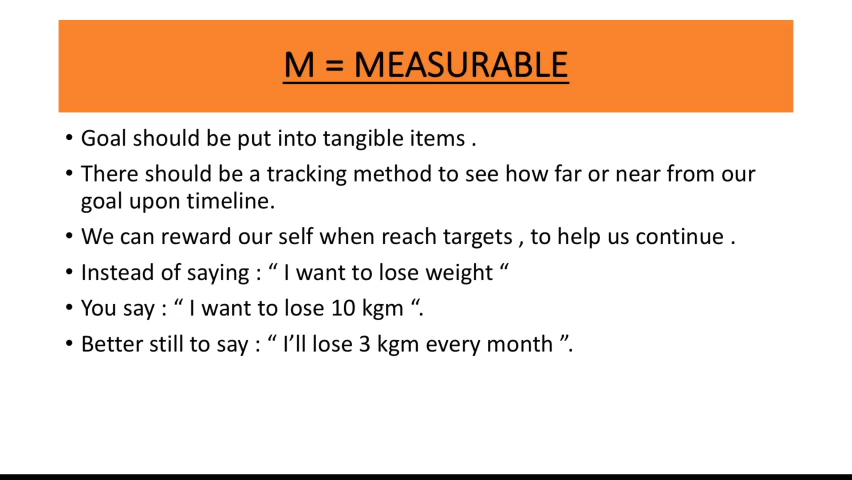 M = MEASURABLE
• Goal should be put into tangible items .
• There should be a tracking method to see how far or near from our
goal upon timeline.
• We can reward our self when reach targets , to help us continue .
• Instead of saying : “ I want to lose weight “
• You say : “ I want to lose 10 kgm “.
• Better still to say : “ I’ll lose 3 kgm every month ”.